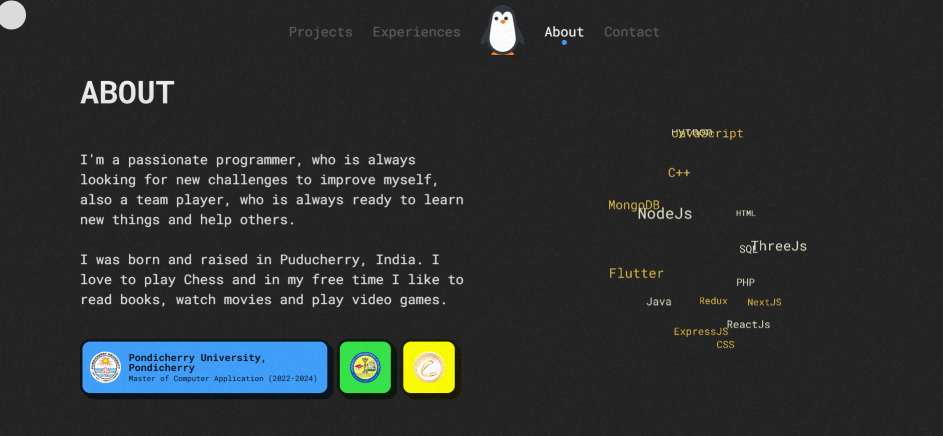 Projects Experiences About Contact
ABOUT
I'm a passionate programmer, who is always
looking for new challenges to improve myself,
also a team player, who is always ready to learn
new things and help others.
I was born and raised in Puducherry, India. I
love to play Chess and in my free time I like to
read books, watch movies and play video games.
Pondicherry University,
Pondicherry
Master of Computer Application (2022-2024)
Python
JavaScript
C++
MongoDB
NodeJs
HTML
SQL
ThreeJs
Flutter
PHP
Java
Redux
NextJS
ReactJs
ExpressJS
CSS